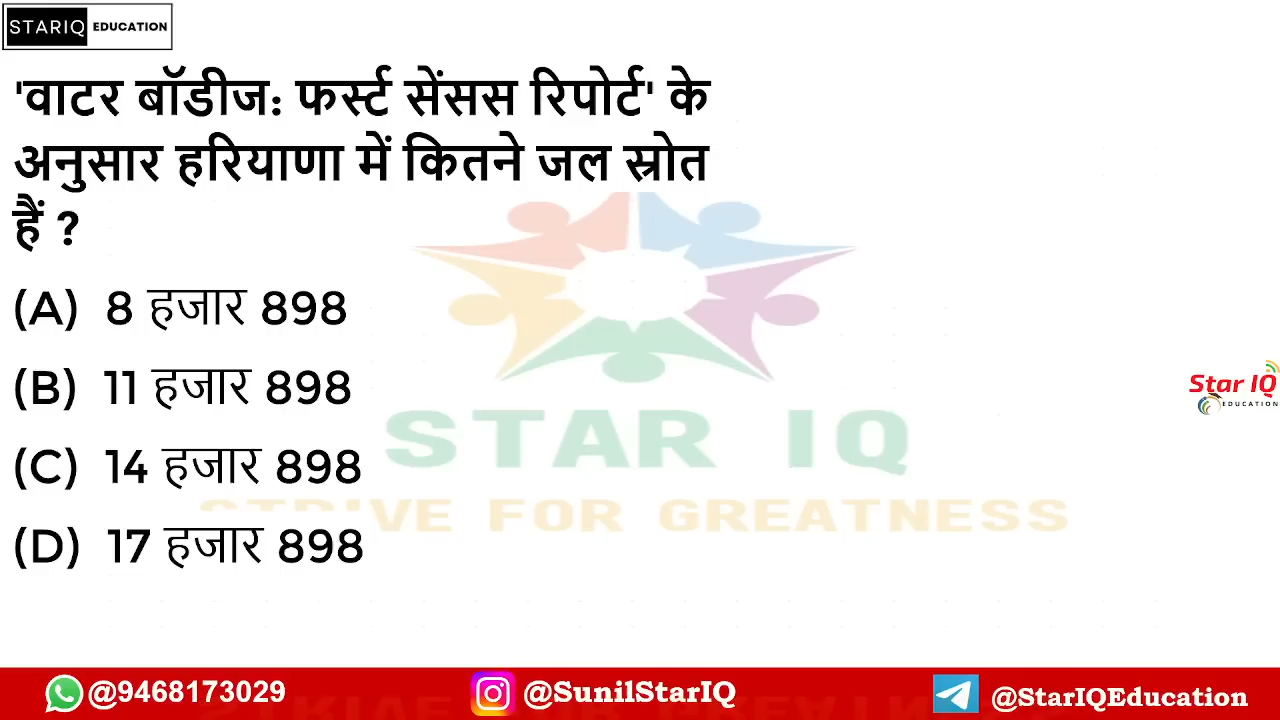 STARIQ EDUCATION
'वाटर बॉडीज: फर्स्ट सेंसस रिपोर्ट' के
अनुसार हरियाणा में कितने जल स्रोत
हैं ?
(A) 8 हजार 898
(B) 11 हजार 898
(C) 14 हजार 898
(D) 17 हजार 898
STAR IQ
STRIVE FOR GREATNESS
Star IQ
EDUCATION
@9468173029 @SunilStarIQ @StarIQEducation